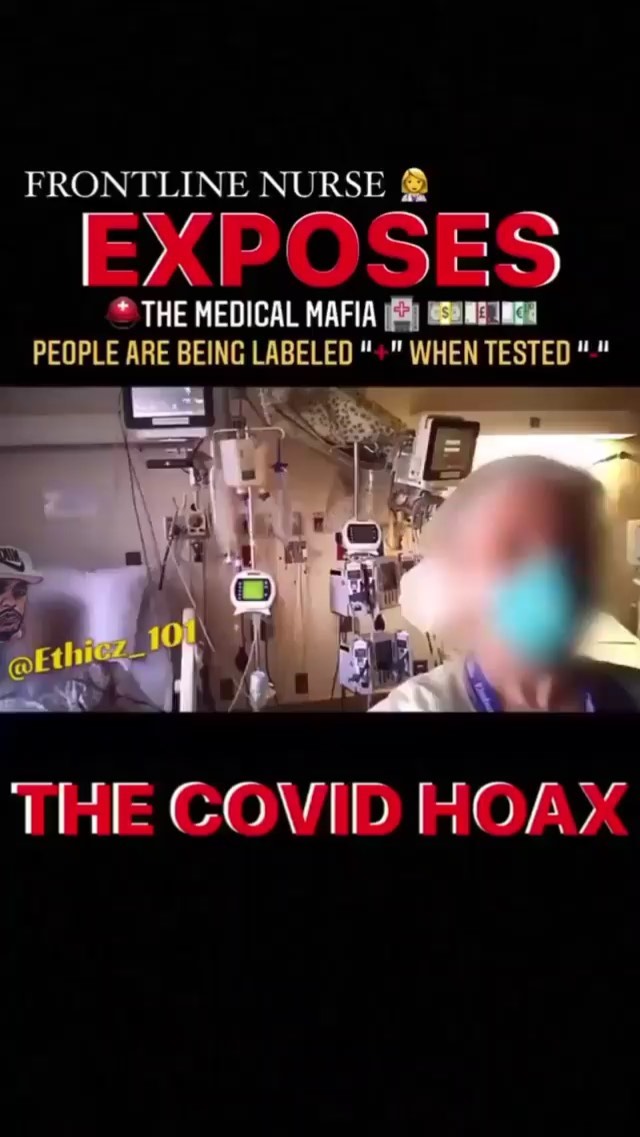 FRONTLINE NURSE 👩‍⚕️
EXPOSES
⛑️THE MEDICAL MAFIA 🏥 💵💷💶
PEOPLE ARE BEING LABELED “+” WHEN TESTED “-“
@Ethicz_101
THE COVID HOAX